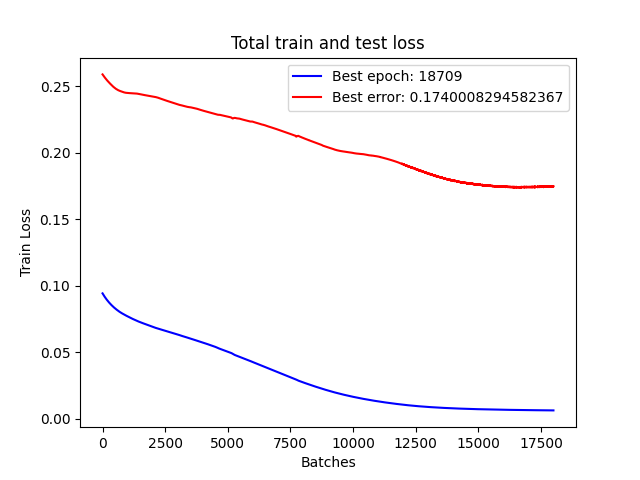 Total train and test loss
Best epoch: 18709
Best error: 0.1740008294582367
0.25
0.20
0.15
0.10
0.05
0.00
Train Loss
0 2500 5000 7500 10000 12500 15000 17500
Batches